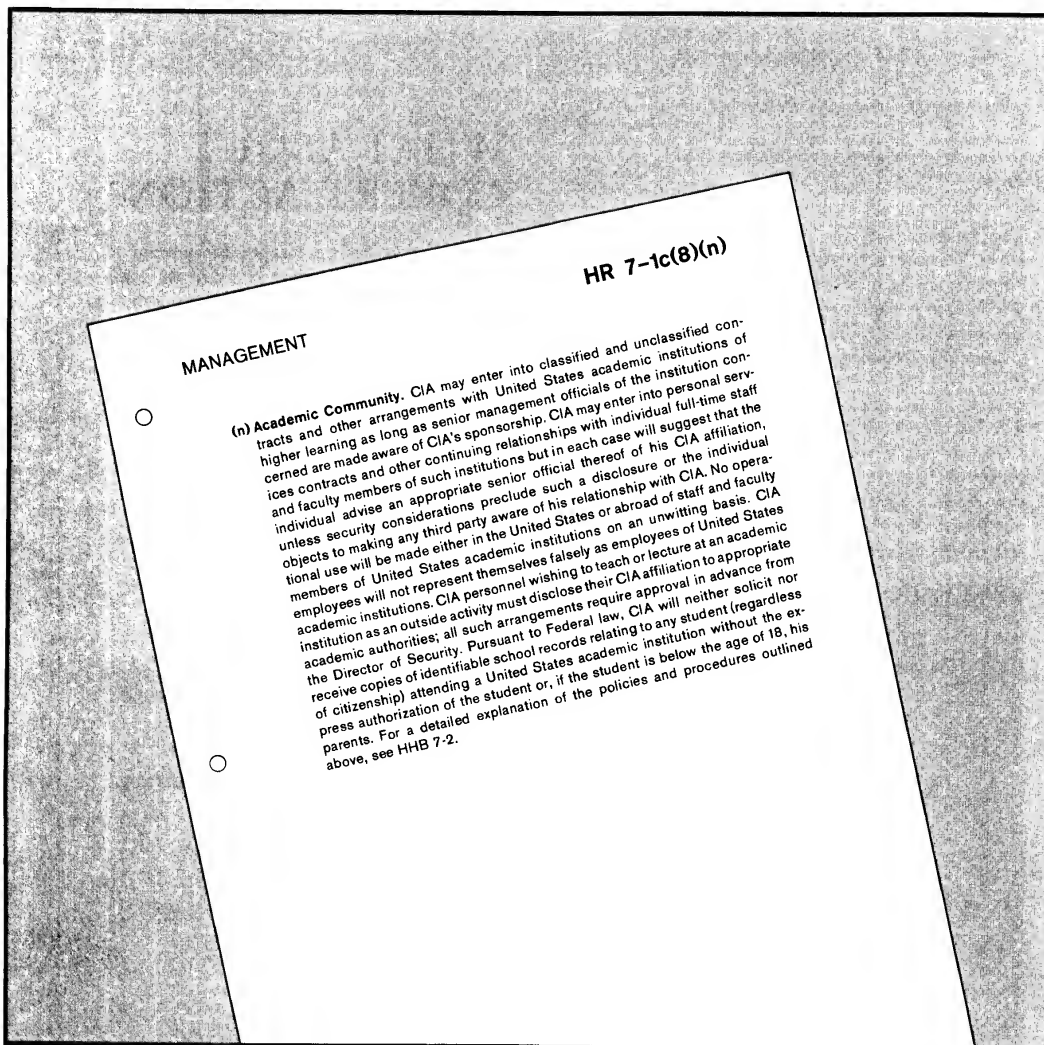 HR 7-1c(8)(n)
MANAGEMENT
(n) Academic Community. CIA may enter into classified and unclassified con-
tracts and other arrangements with United States academic institutions of
higher learning as long as senior management officials of the institution con-
cerned are made aware of CIA's sponsorship. CIA may enter into personal serv-
ices contracts and other continuing relationships with individual full-time staff
and faculty members of such institutions but in each case will suggest that the
individual advise an appropriate senior official thereof of his CIA affiliation,
unless security considerations preclude such a disclosure or the individual
objects to making any third party aware of his relationship with CIA. No opera-
tional use will be made either in the United States or abroad of staff and faculty
members of United States academic institutions on an unwitting basis. CIA
employees will not represent themselves falsely as employees of United States
academic institutions. CIA personnel wishing to teach or lecture at an academic
institution as an outside activity must disclose their CIA affiliation to appropriate
academic authorities; all such arrangements require approval in advance from
the Director of Security. Pursuant to Federal law, CIA will neither solicit nor
receive copies of identifiable school records relating to any student (regardless
of citizenship) attending a United States academic institution without the ex-
press authorization of the student or, if the student is below the age of 18, his
parents. For a detailed explanation of the policies and procedures outlined
above, see HHB 7-2.